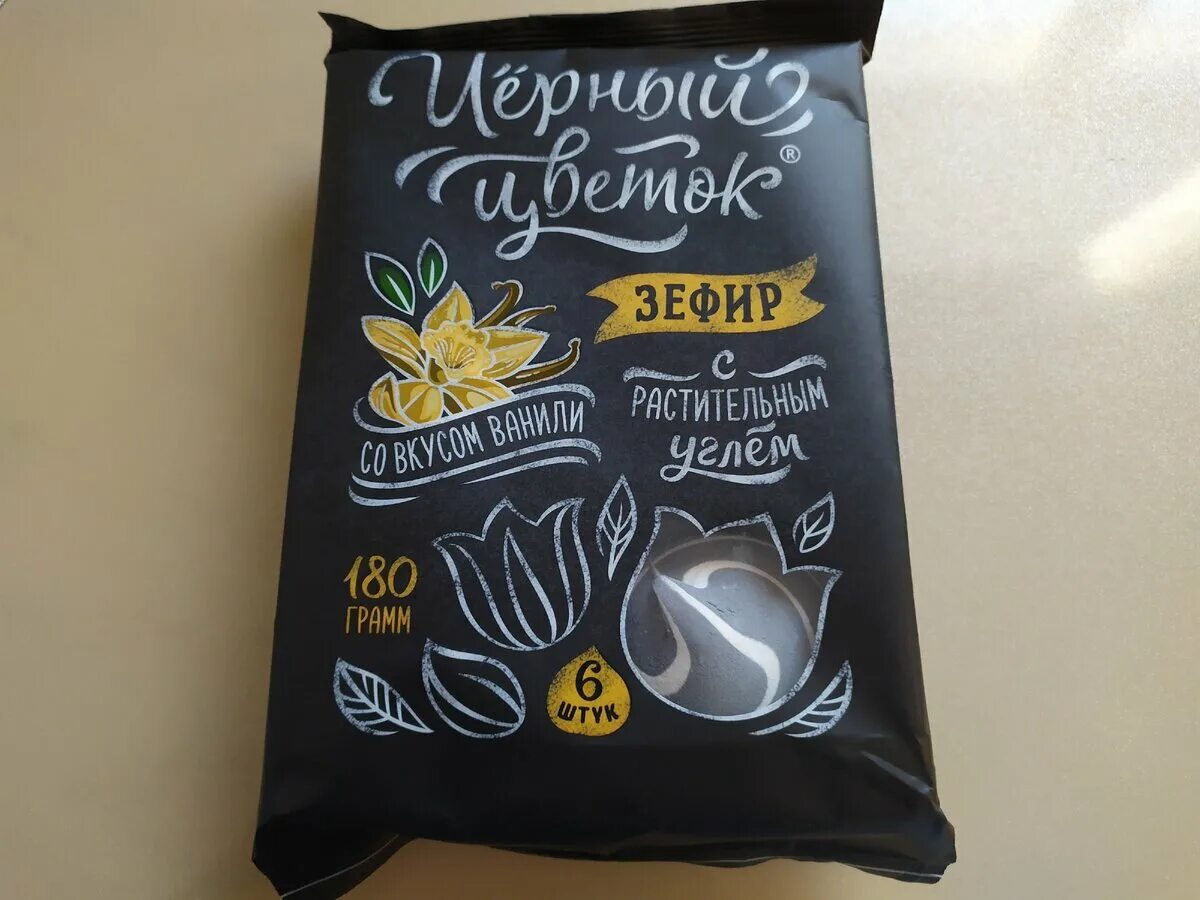 Чёрный
цветок®
ЗЕФИР
с
РАСТИТЕЛЬНЫМ
углём
СО ВКУСОМ ВАНИЛИ
180
ГРАММ
6
ШТУК